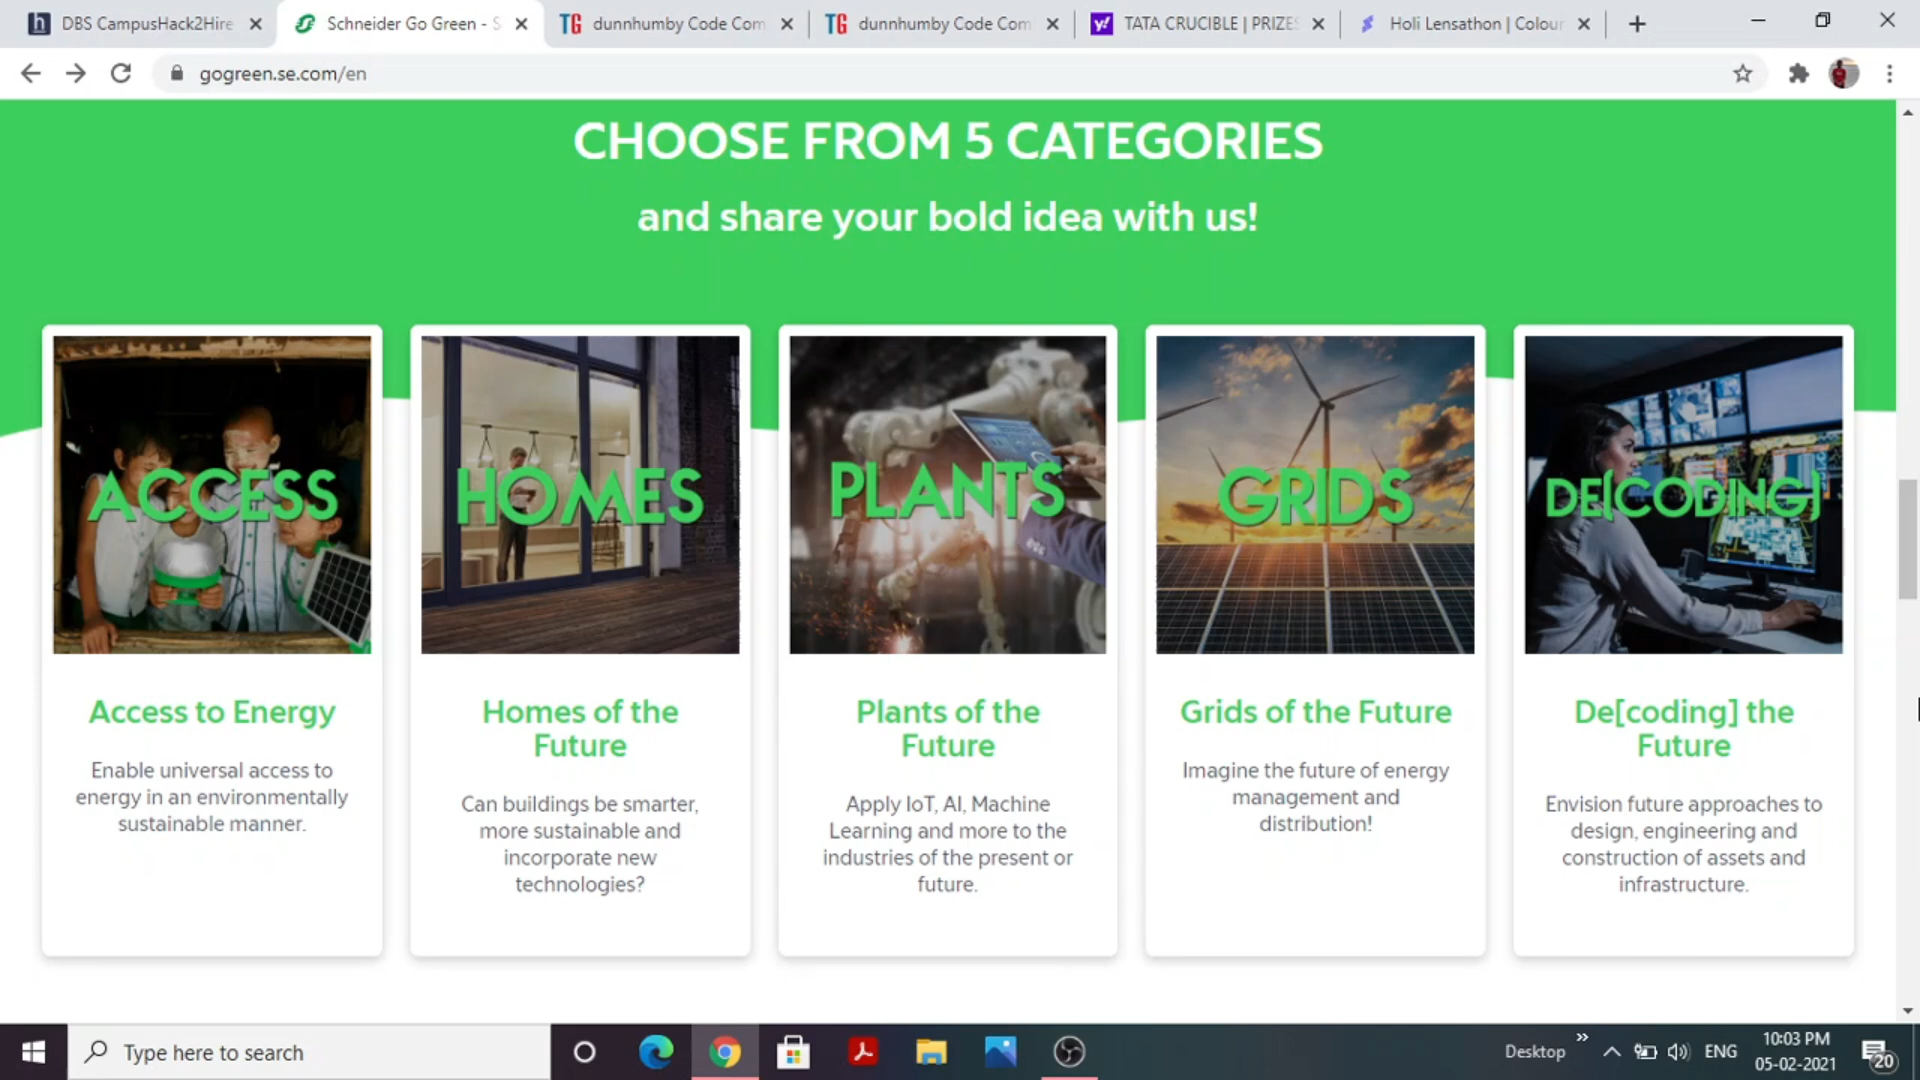 DBS CampusHack2Hire
Schneider Go Green - S
dunnhumby Code Com
dunnhumby Code Com
TATA CRUCIBLE | PRIZES
Holi Lensathon | Colour
gogreen.se.com/en
CHOOSE FROM 5 CATEGORIES
and share your bold idea with us!
ACCESS
HOMES
PLANTS
GRIDS
DE[CODING]
Access to Energy
Enable universal access to
energy in an environmentally
sustainable manner.
Homes of the
Future
Can buildings be smarter,
more sustainable and
incorporate new
technologies?
Plants of the
Future
Apply IoT, AI, Machine
Learning and more to the
industries of the present or
future.
Grids of the Future
Imagine the future of energy
management and
distribution!
De[coding] the
Future
Envision future approaches to
design, engineering and
construction of assets and
infrastructure.
Type here to search
Desktop
ENG
10:03 PM
05-02-2021
20